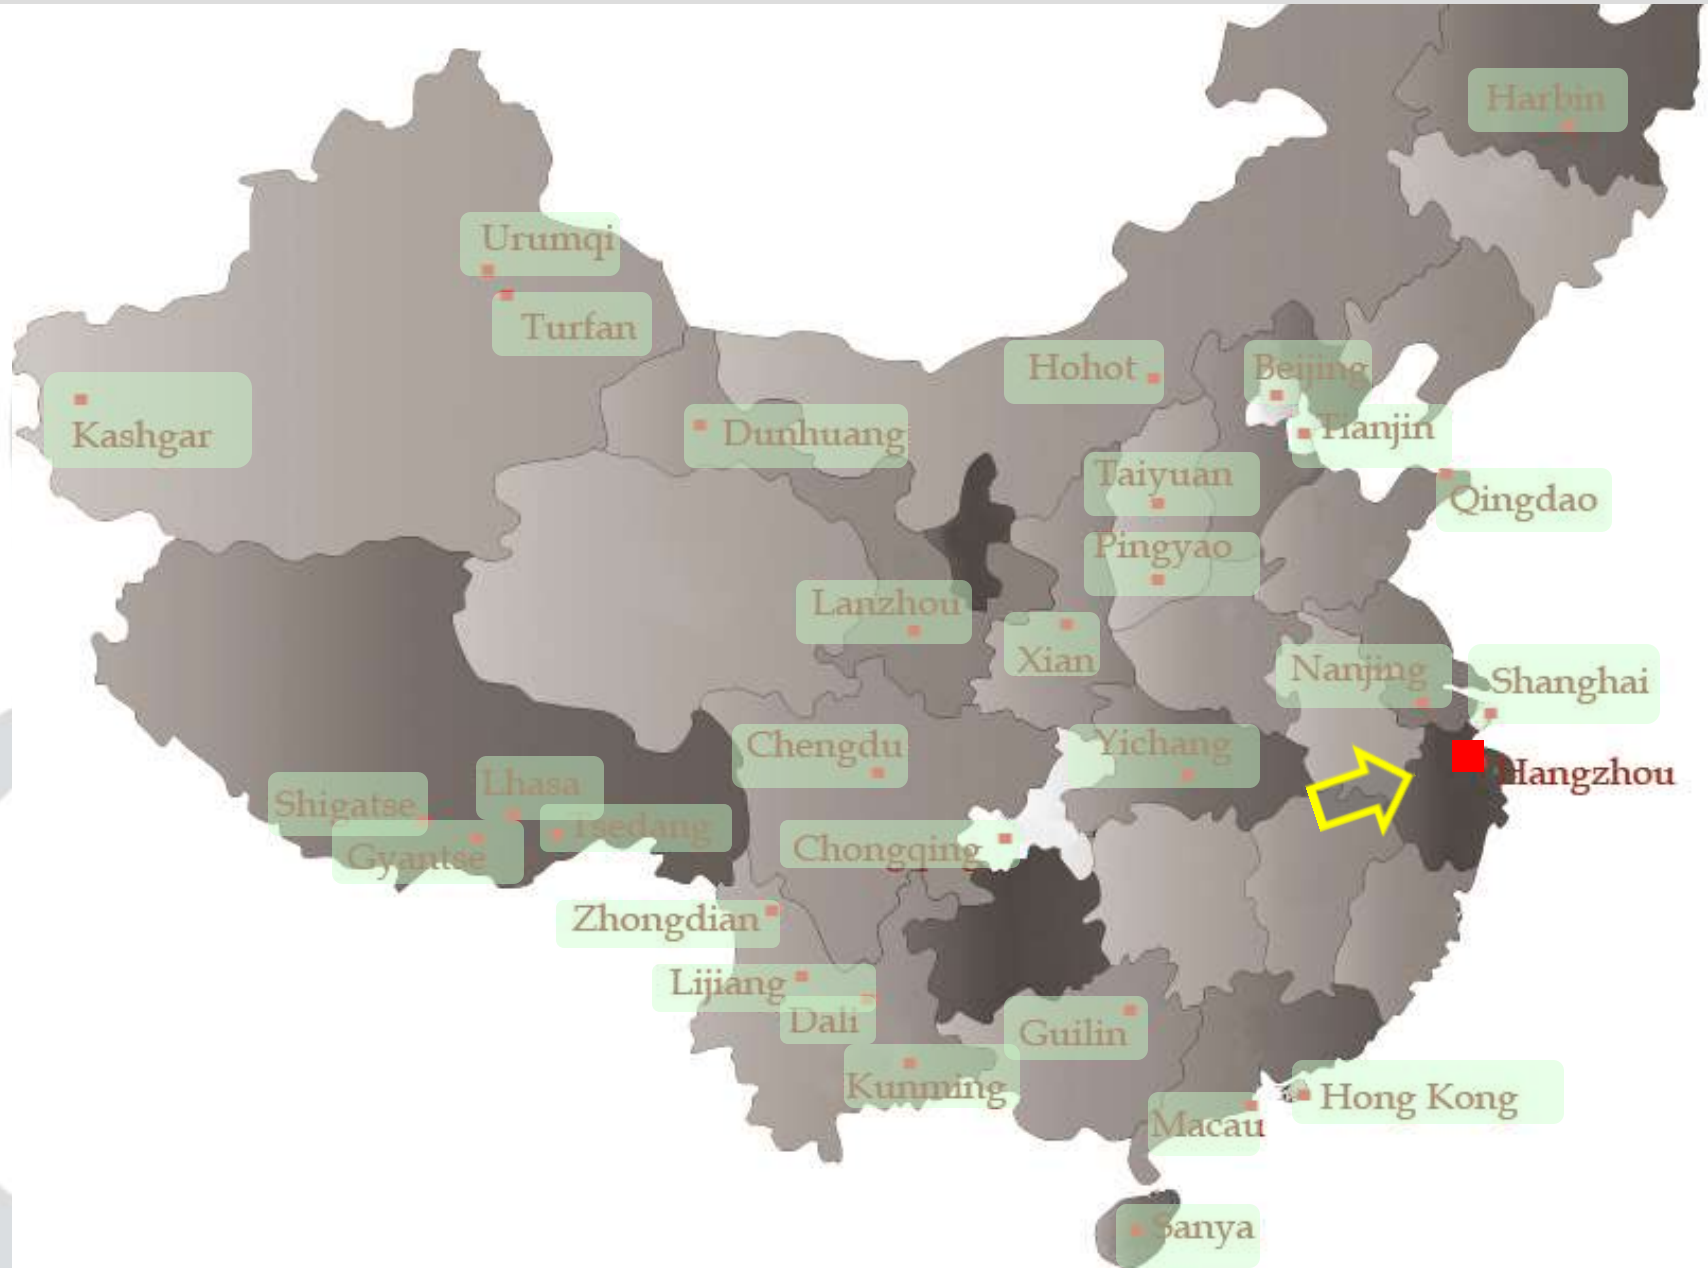 Harbin
Urumqi
Turfan
Hohot
Beijing
Kashgar
Dunhuang
Tianjin
Taiyuan
Qingdao
Pingyao
Lanzhou
Xian
Nanjing
Shanghai
Chengdu
Yichang
Hangzhou
Lhasa
Shigatse
Tsedang
Gyantse
Chongqing
Zhongdian
Lijiang
Dali
Guilin
Kunming
Hong Kong
Macau
Sanya